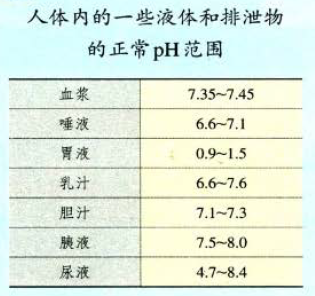 人体内的一些液体和排泄物
的正常pH范围
血浆 7.35~7.45
唾液 6.6~7.1
胃液 0.9~1.5
乳汁 6.6~7.6
胆汁 7.1~7.3
胰液 7.5~8.0
尿液 4.7~8.4